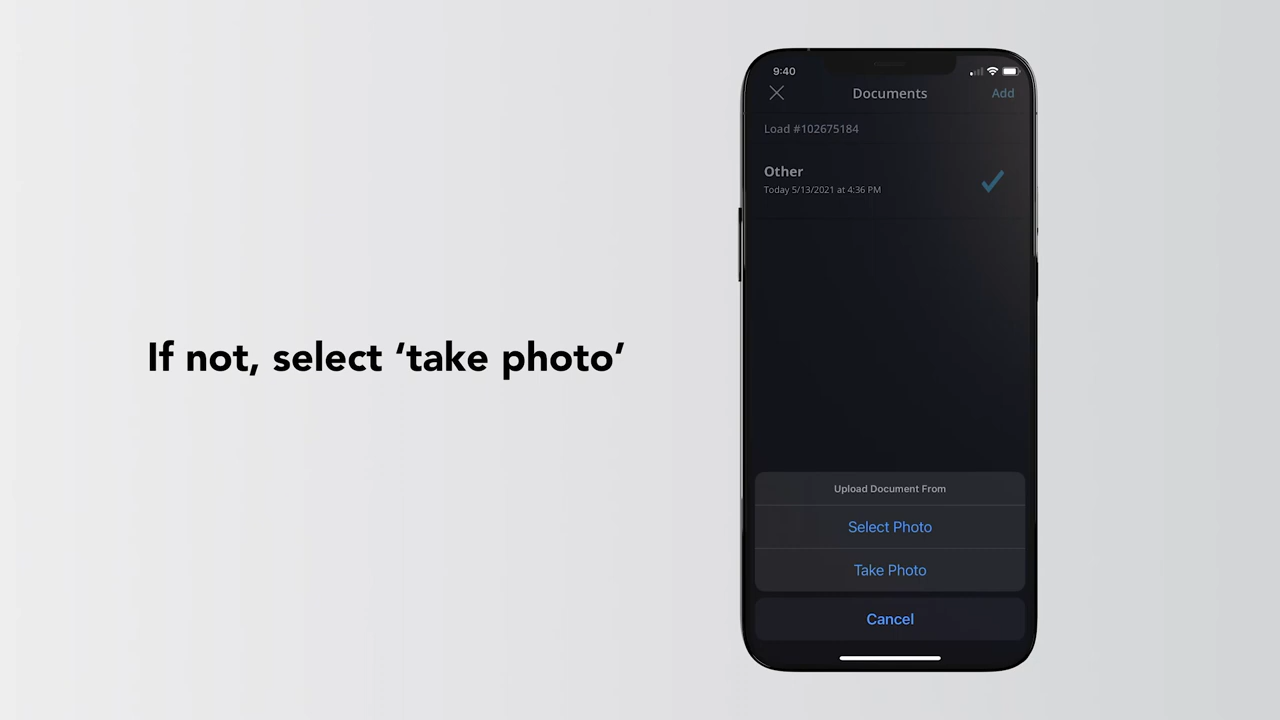 If not, select ‘take photo’
9:40
Documents
Add
Load #102675184
Other
Today 5/13/2021 at 4:36 PM
Upload Document From
Select Photo
Take Photo
Cancel